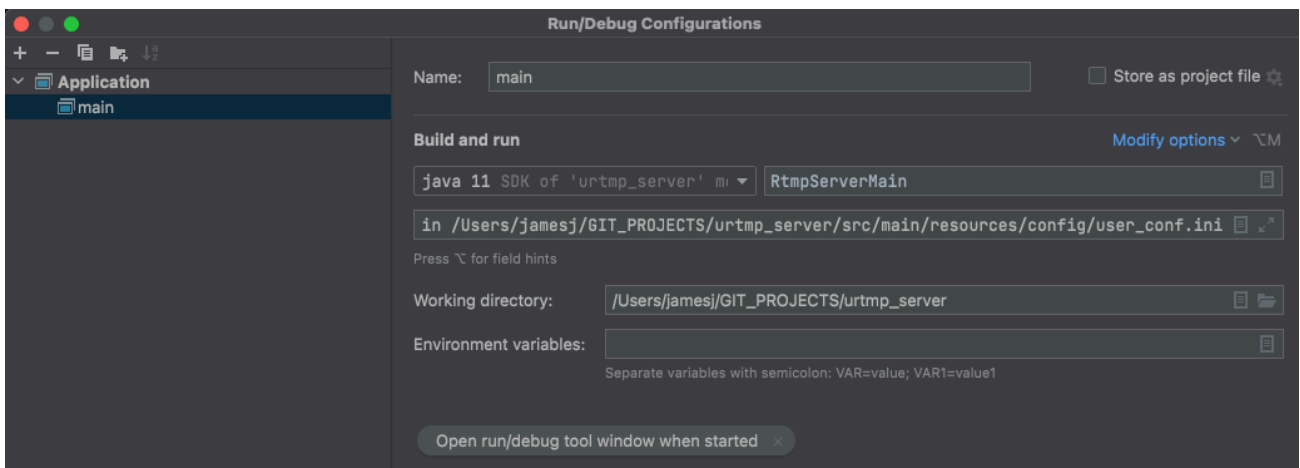 Run/Debug Configurations
Application
main
Name: main Store as project file
Build and run Modify options ⌥M
java 11 SDK of 'urtmp_server' RtmpServerMain
in /Users/jamesj/GIT_PROJECTS/urtmp_server/src/main/resources/config/user_conf.ini
Press ⌥ for field hints
Working directory: /Users/jamesj/GIT_PROJECTS/urtmp_server
Environment variables:
Separate variables with semicolon: VAR=value; VAR1=value1
Open run/debug tool window when started ×